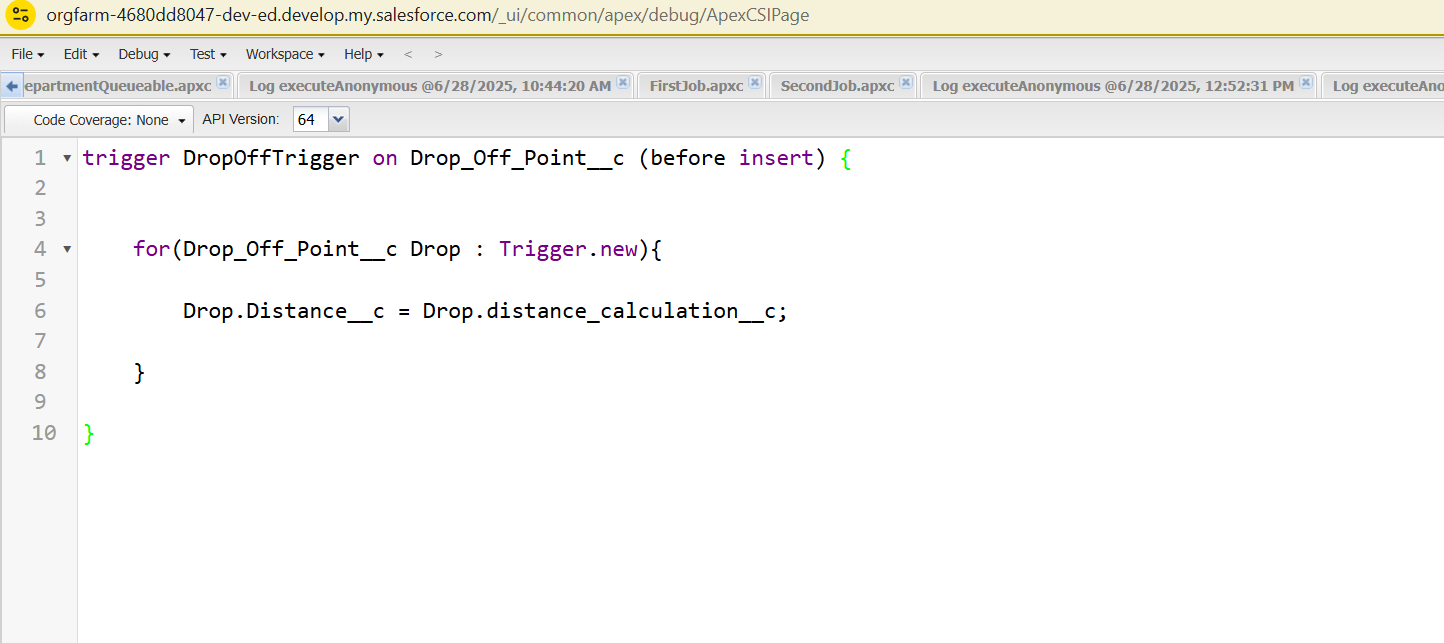 orgfarm-4680dd8047-dev-ed.develop.my.salesforce.com/_ui/common/apex/debug/ApexCSIPage
File Edit Debug Test Workspace Help < >
epartmentQueueable.apxc Log executeAnonymous @6/28/2025, 10:44:20 AM FirstJob.apxc SecondJob.apxc Log executeAnonymous @6/28/2025, 12:52:31 PM Log executeAno
Code Coverage: None API Version: 64
1 trigger DropOffTrigger on Drop_Off_Point__c (before insert) {
2
3
4 for(Drop_Off_Point__c Drop : Trigger.new){
5
6 Drop.Distance__c = Drop.distance_calculation__c;
7
8 }
9
10 }